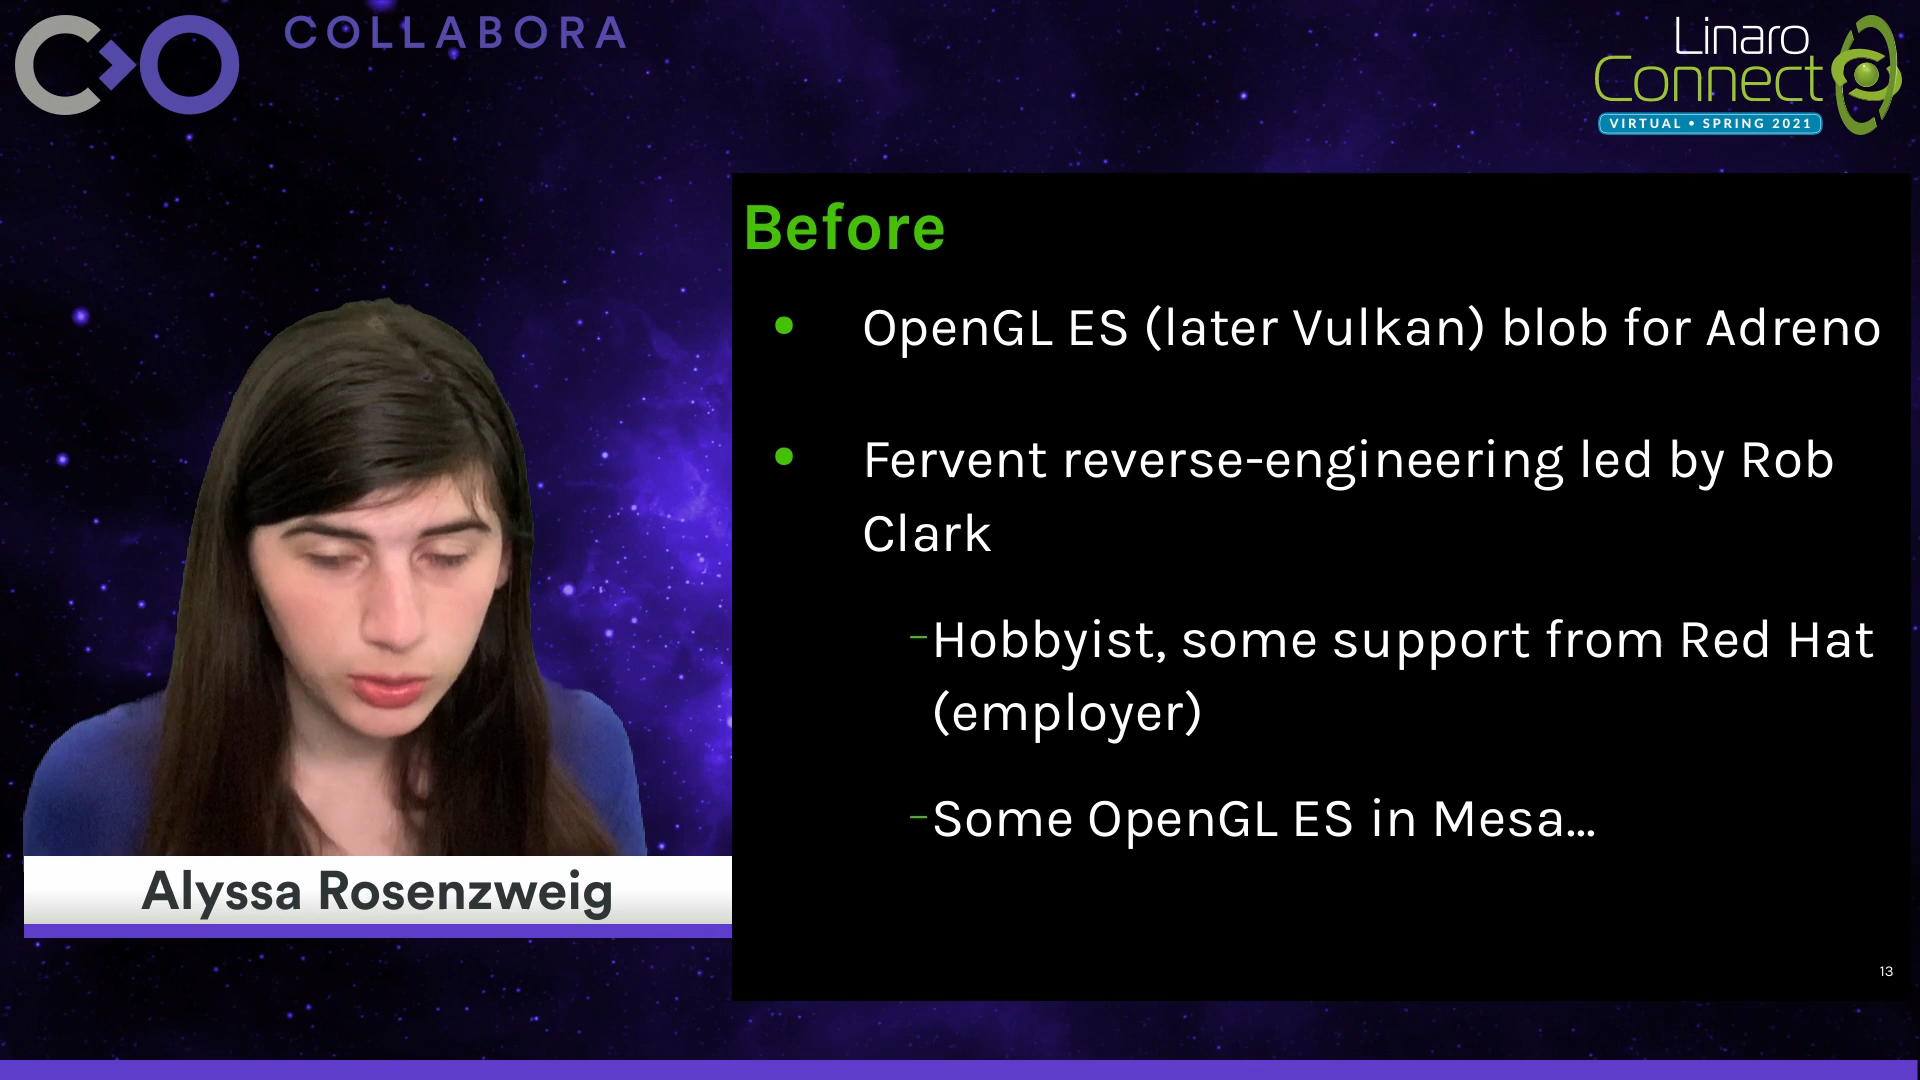 COLLABORA
Linaro
Connect
VIRTUAL • SPRING 2021
Before
• OpenGL ES (later Vulkan) blob for Adreno
• Fervent reverse-engineering led by Rob
Clark
–Hobbyist, some support from Red Hat
(employer)
–Some OpenGL ES in Mesa...
Alyssa Rosenzweig
13